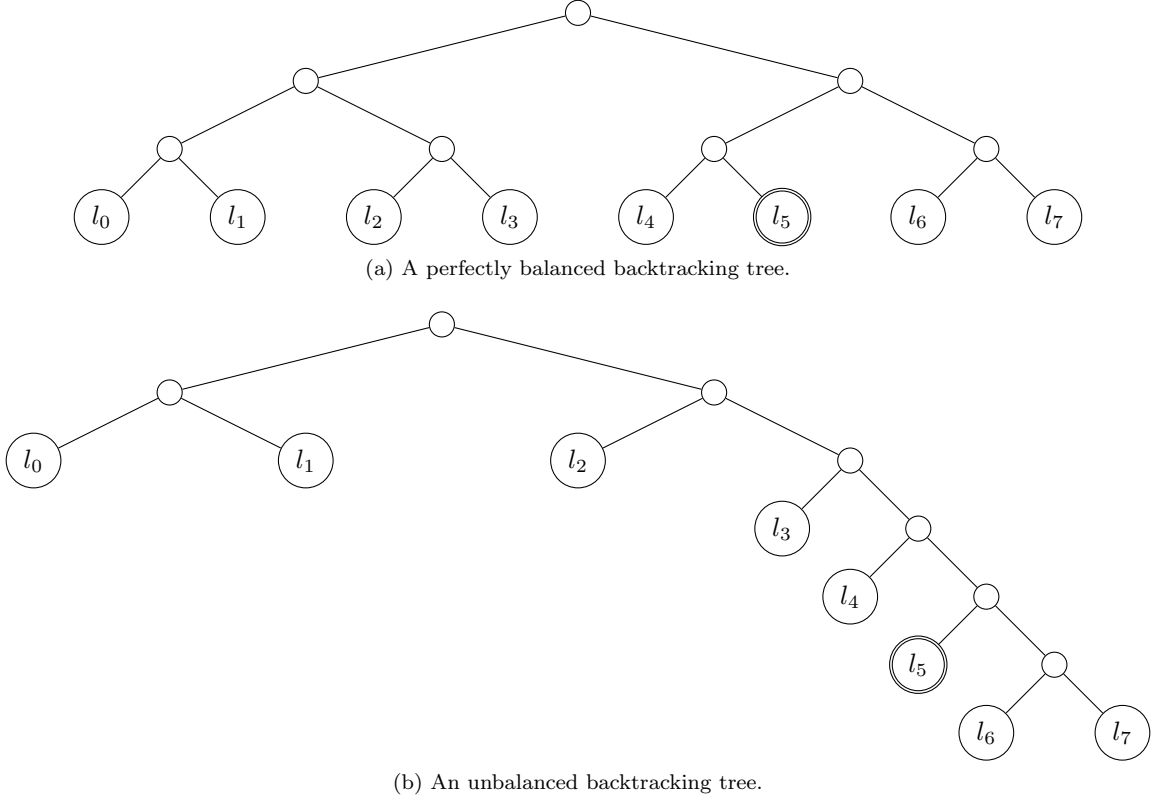 l₀ l₁ l₂ l₃ l₄ l₅ l₆ l₇
(a) A perfectly balanced backtracking tree.
l₀ l₁ l₂
l₃
l₄
l₅
l₆ l₇
(b) An unbalanced backtracking tree.